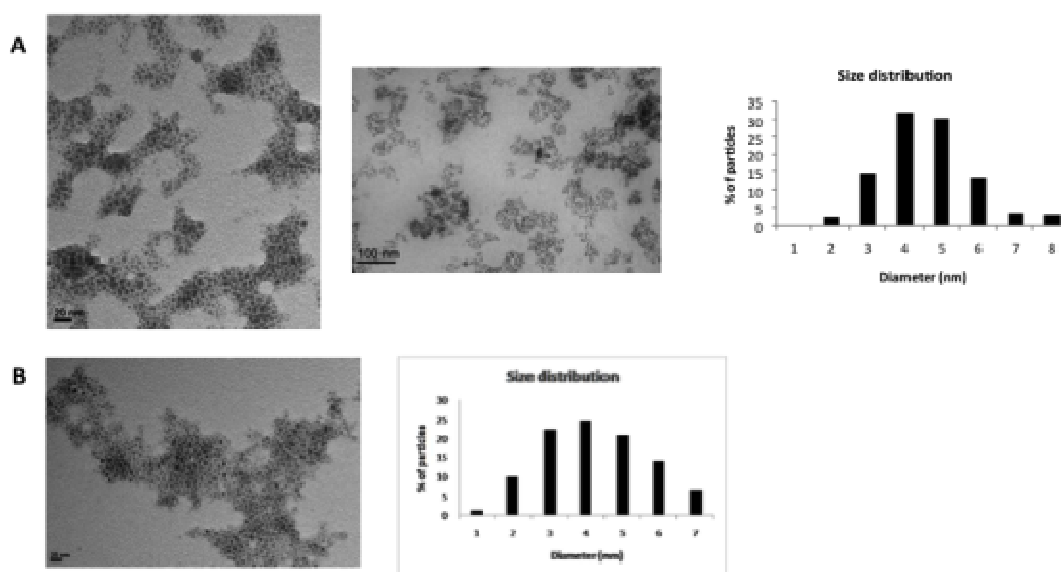 A
20 nm
100 nm
Size distribution
% of particles
35
30
25
20
15
10
5
0
1 2 3 4 5 6 7 8
Diameter (nm)
B
Size distribution
% of particles
30
25
20
15
10
5
0
1 2 3 4 5 6 7
Diameter (nm)